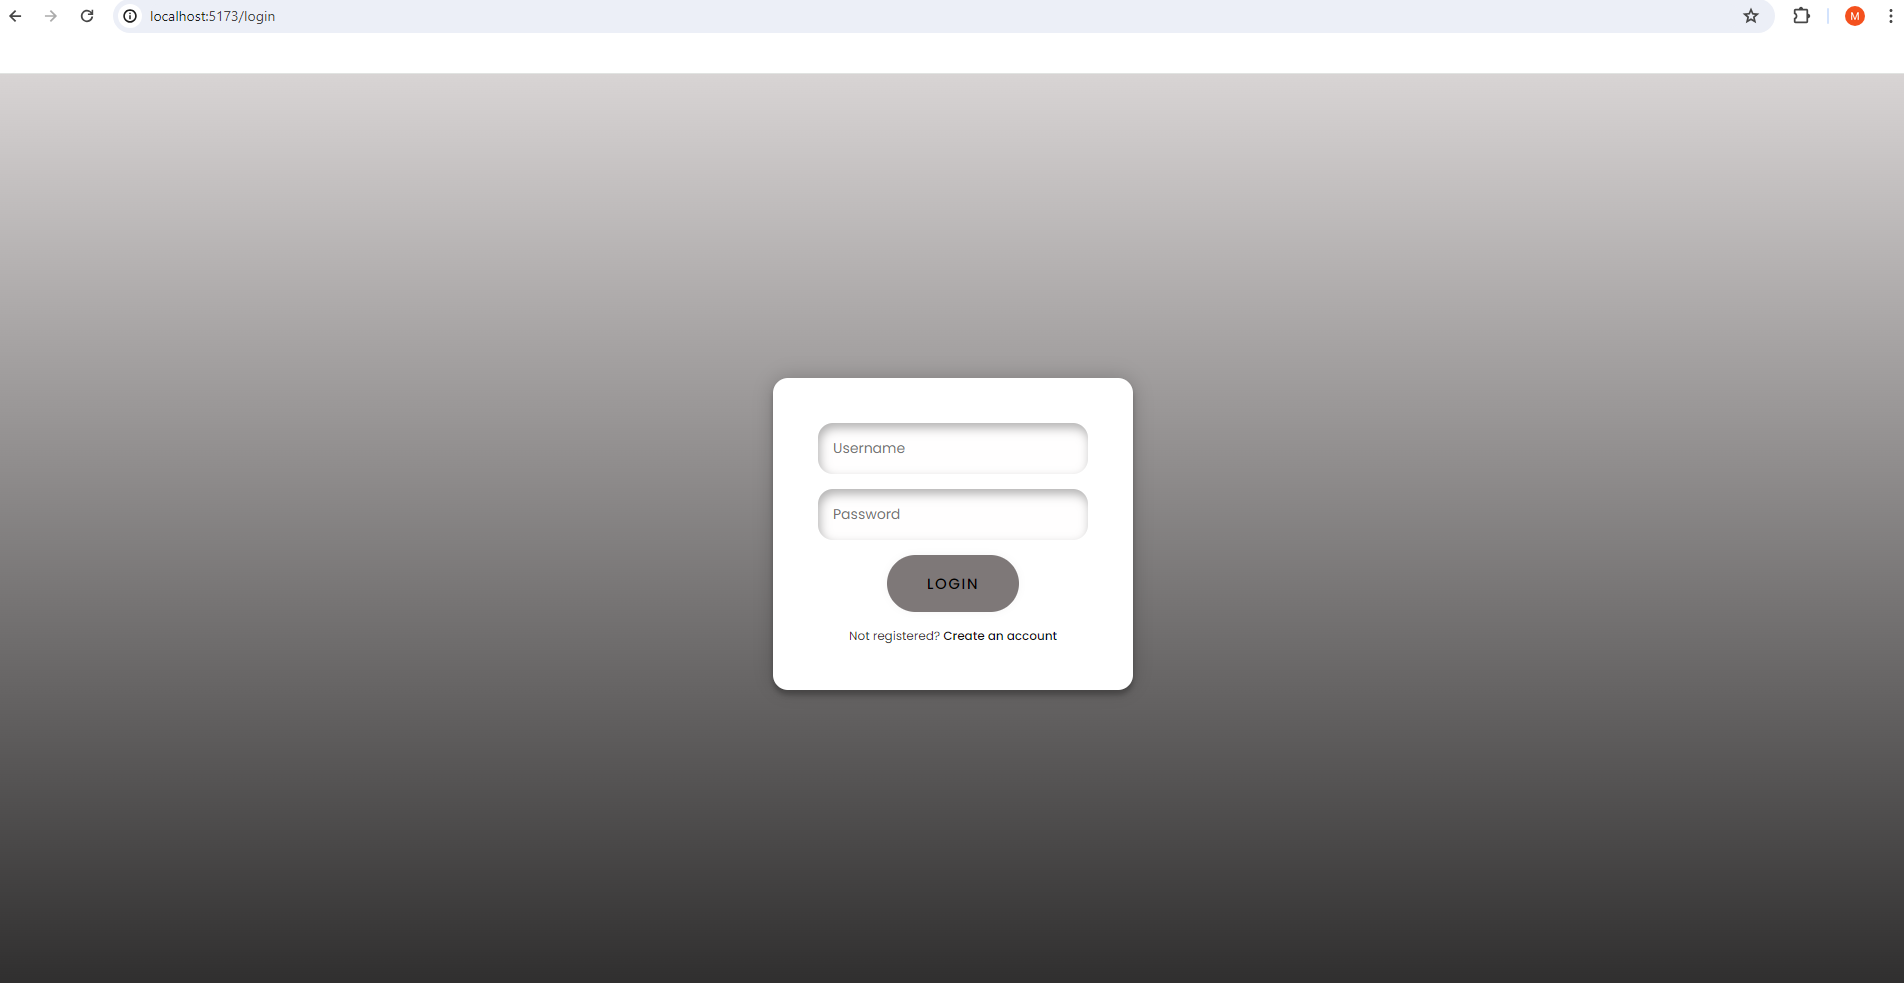 localhost:5173/login
M
Username
Password
LOGIN
Not registered? Create an account